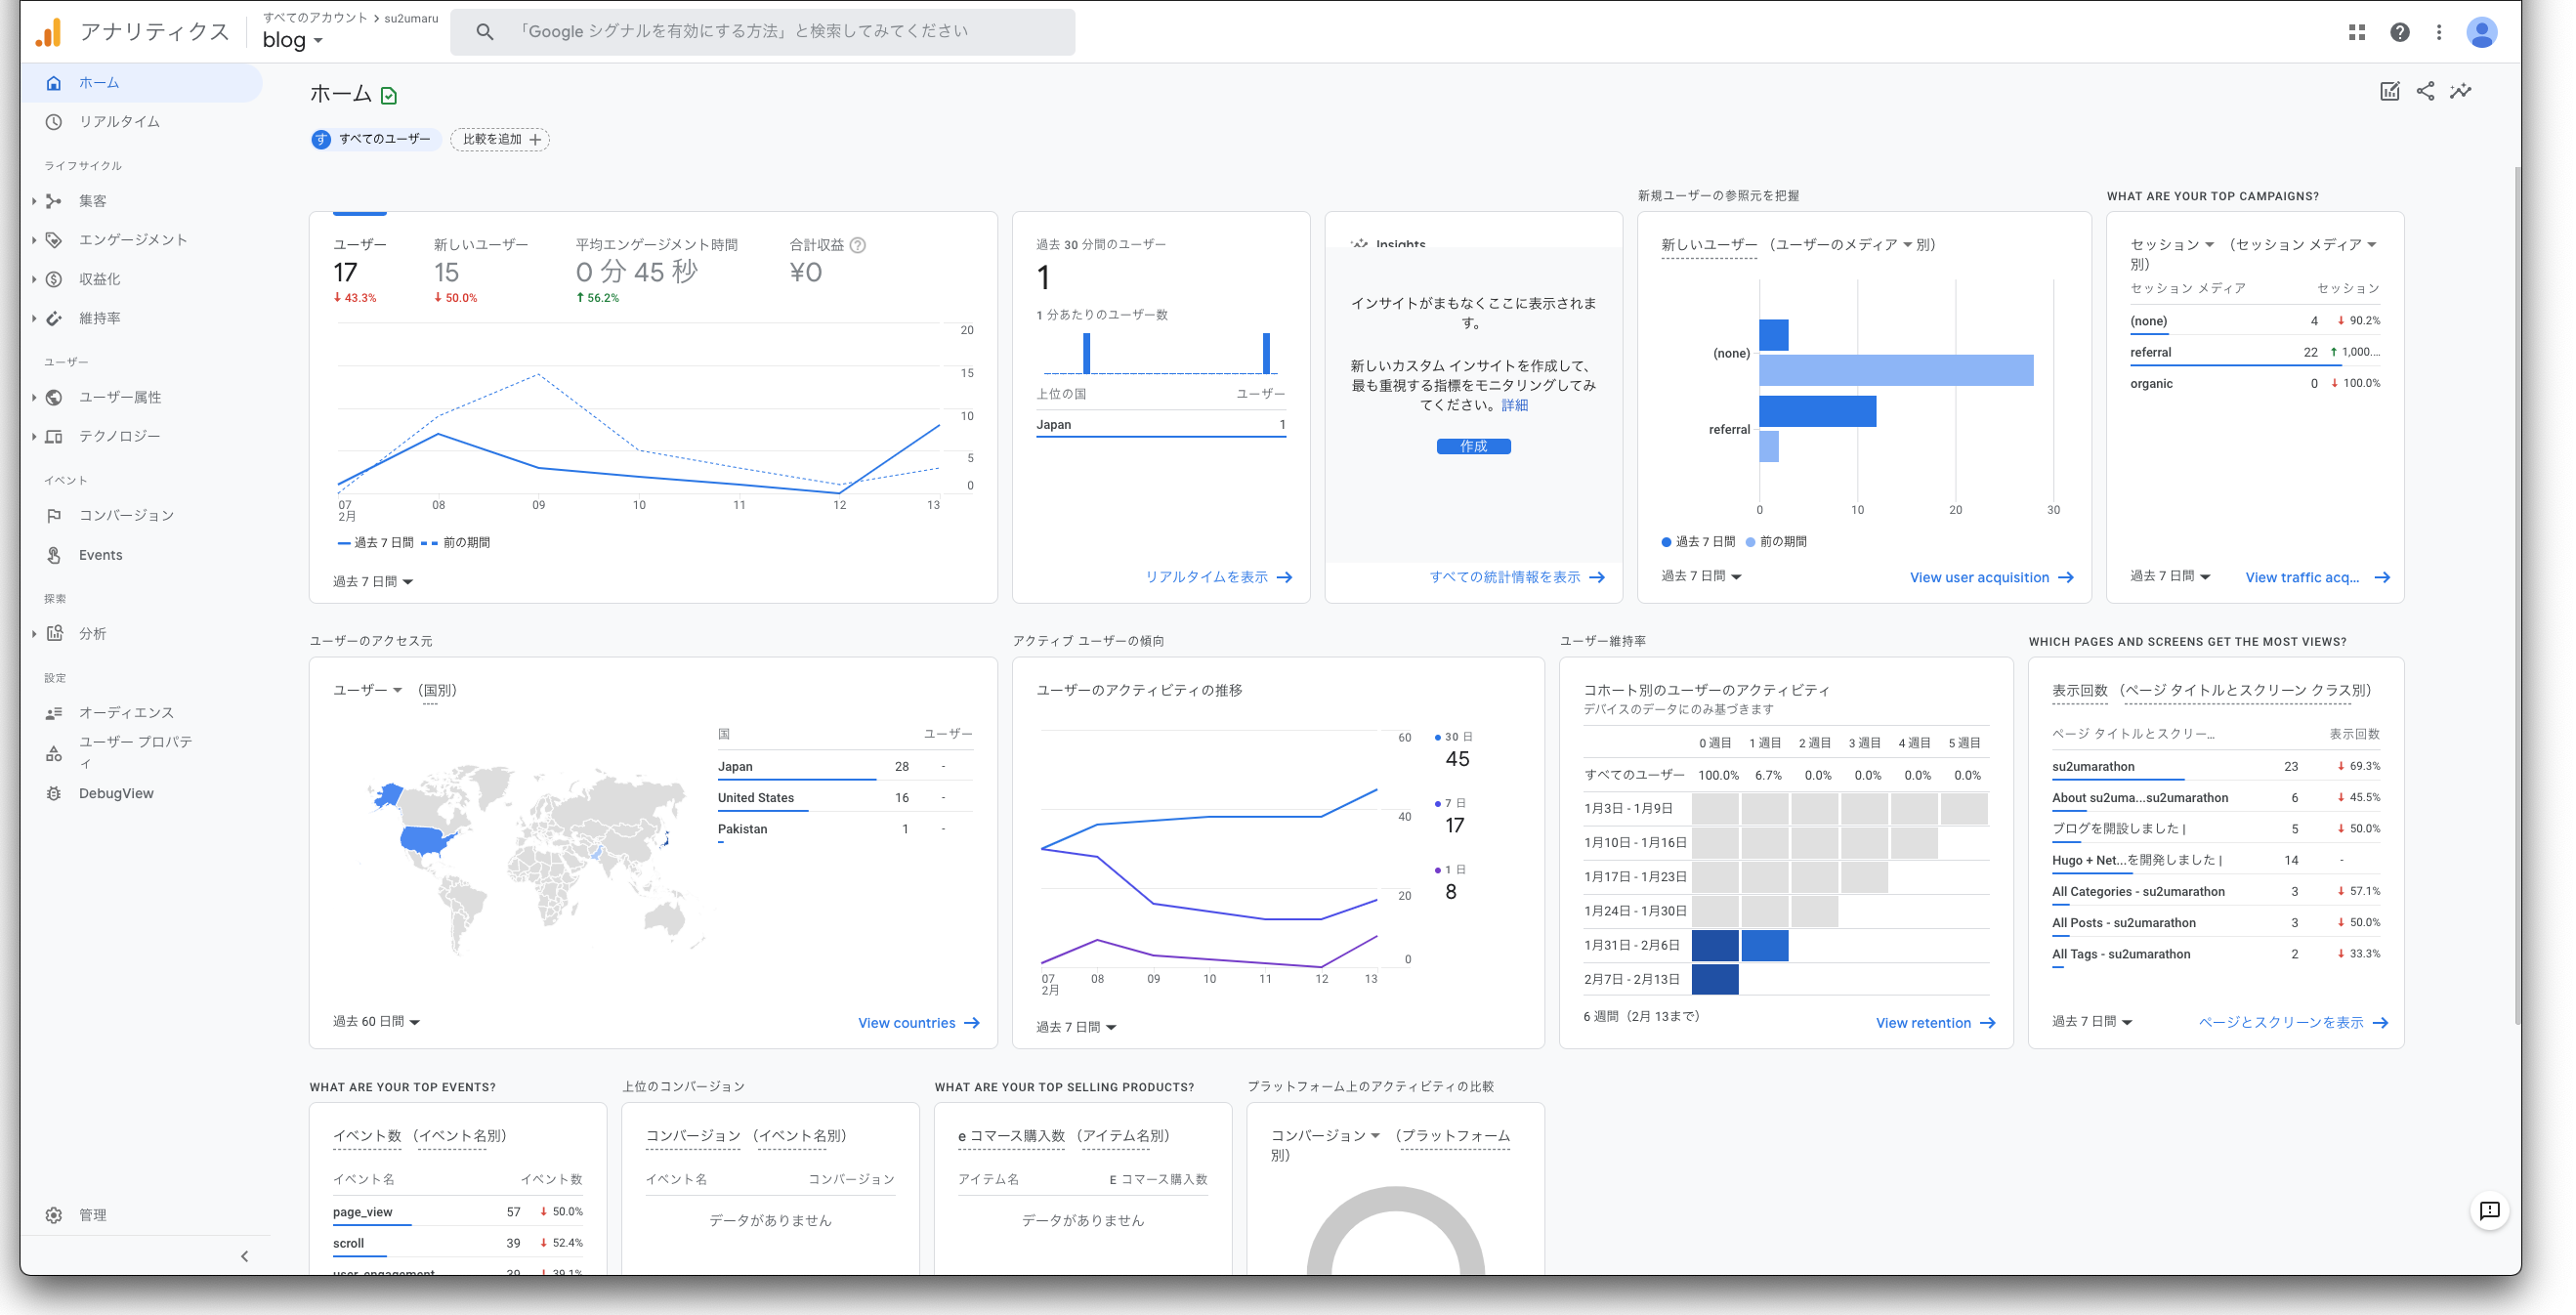 アナリティクス
すべてのアカウント > su2umaru
blog
「Google シグナルを有効にする方法」と検索してみてください
ホーム
リアルタイム
ライフサイクル
集客
エンゲージメント
収益化
維持率
ユーザー
ユーザー属性
テクノロジー
イベント
コンバージョン
Events
探索
分析
設定
オーディエンス
ユーザー プロパテ
ィ
DebugView
管理
ホーム
す すべてのユーザー 比較を追加
ユーザー 新しいユーザー 平均エンゲージメント時間 合計収益
17 15 0 分 45 秒 ¥0
43.3% 50.0% 56.2%
20
15
10
5
0
07 08 09 10 11 12 13
2月
過去 7 日間 前の期間
過去 7 日間
過去 30 分間のユーザー
1
1 分あたりのユーザー数
上位の国 ユーザー
Japan 1
リアルタイムを表示
Insights
インサイトがまもなくここに表示されま
す。
新しいカスタム インサイトを作成して、
最も重視する指標をモニタリングしてみ
てください。詳細
作成
すべての統計情報を表示
新規ユーザーの参照元を把握
新しいユーザー （ユーザーのメディア 別）
(none)
referral
0 10 20 30
過去 7 日間 前の期間
過去 7 日間 View user acquisition
WHAT ARE YOUR TOP CAMPAIGNS?
セッション （セッション メディア
別）
セッション メディア セッション
(none) 4 90.2%
referral 22 1,000....
organic 0 100.0%
過去 7 日間 View traffic acq...
ユーザーのアクセス元
ユーザー （国別）
国 ユーザー
Japan 28 -
United States 16 -
Pakistan 1 -
過去 60 日間 View countries
アクティブ ユーザーの傾向
ユーザーのアクティビティの推移
60
40
20
0
30 日
45
7 日
17
1 日
8
07 08 09 10 11 12 13
2月
過去 7 日間
ユーザー維持率
コホート別のユーザーのアクティビティ
デバイスのデータにのみ基づきます
0 週目 1 週目 2 週目 3 週目 4 週目 5 週目
すべてのユーザー 100.0% 6.7% 0.0% 0.0% 0.0% 0.0%
1月3日 - 1月9日
1月10日 - 1月16日
1月17日 - 1月23日
1月24日 - 1月30日
1月31日 - 2月6日
2月7日 - 2月13日
6 週間（2月 13まで）
View retention
WHICH PAGES AND SCREENS GET THE MOST VIEWS?
表示回数 （ページ タイトルとスクリーン クラス別）
ページ タイトルとスクリー... 表示回数
su2umarathon 23 69.3%
About su2uma...su2umarathon 6 45.5%
ブログを開設しました | 5 50.0%
Hugo + Net...を開発しました | 14 -
All Categories - su2umarathon 3 57.1%
All Posts - su2umarathon 3 50.0%
All Tags - su2umarathon 2 33.3%
過去 7 日間 ページとスクリーンを表示
WHAT ARE YOUR TOP EVENTS?
イベント数 （イベント名別）
イベント名 イベント数
page_view 57 50.0%
scroll 39 52.4%
user_engagement 39 39.1%
上位のコンバージョン
コンバージョン （イベント名別）
イベント名 コンバージョン
データがありません
WHAT ARE YOUR TOP SELLING PRODUCTS?
e コマース購入数 （アイテム名別）
アイテム名 E コマース購入数
データがありません
プラットフォーム上のアクティビティの比較
コンバージョン （プラットフォーム
別）